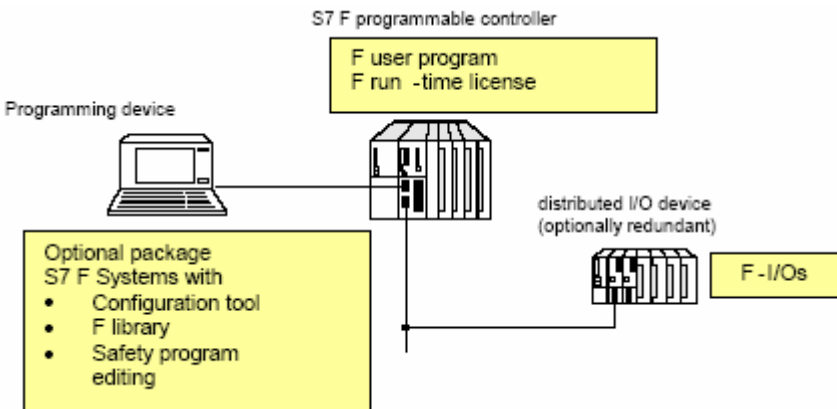 S7 F programmable controller
F user program
F run -time license
Programming device
distributed I/O device
(optionally redundant)
F -I/Os
Optional package
S7 F Systems with
• Configuration tool
• F library
• Safety program
editing